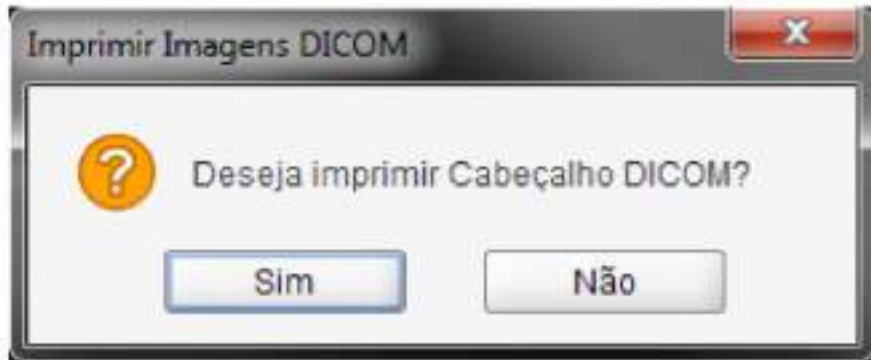 Imprimir Imagens DICOM
Deseja imprimir Cabeçalho DICOM?
Sim
Não